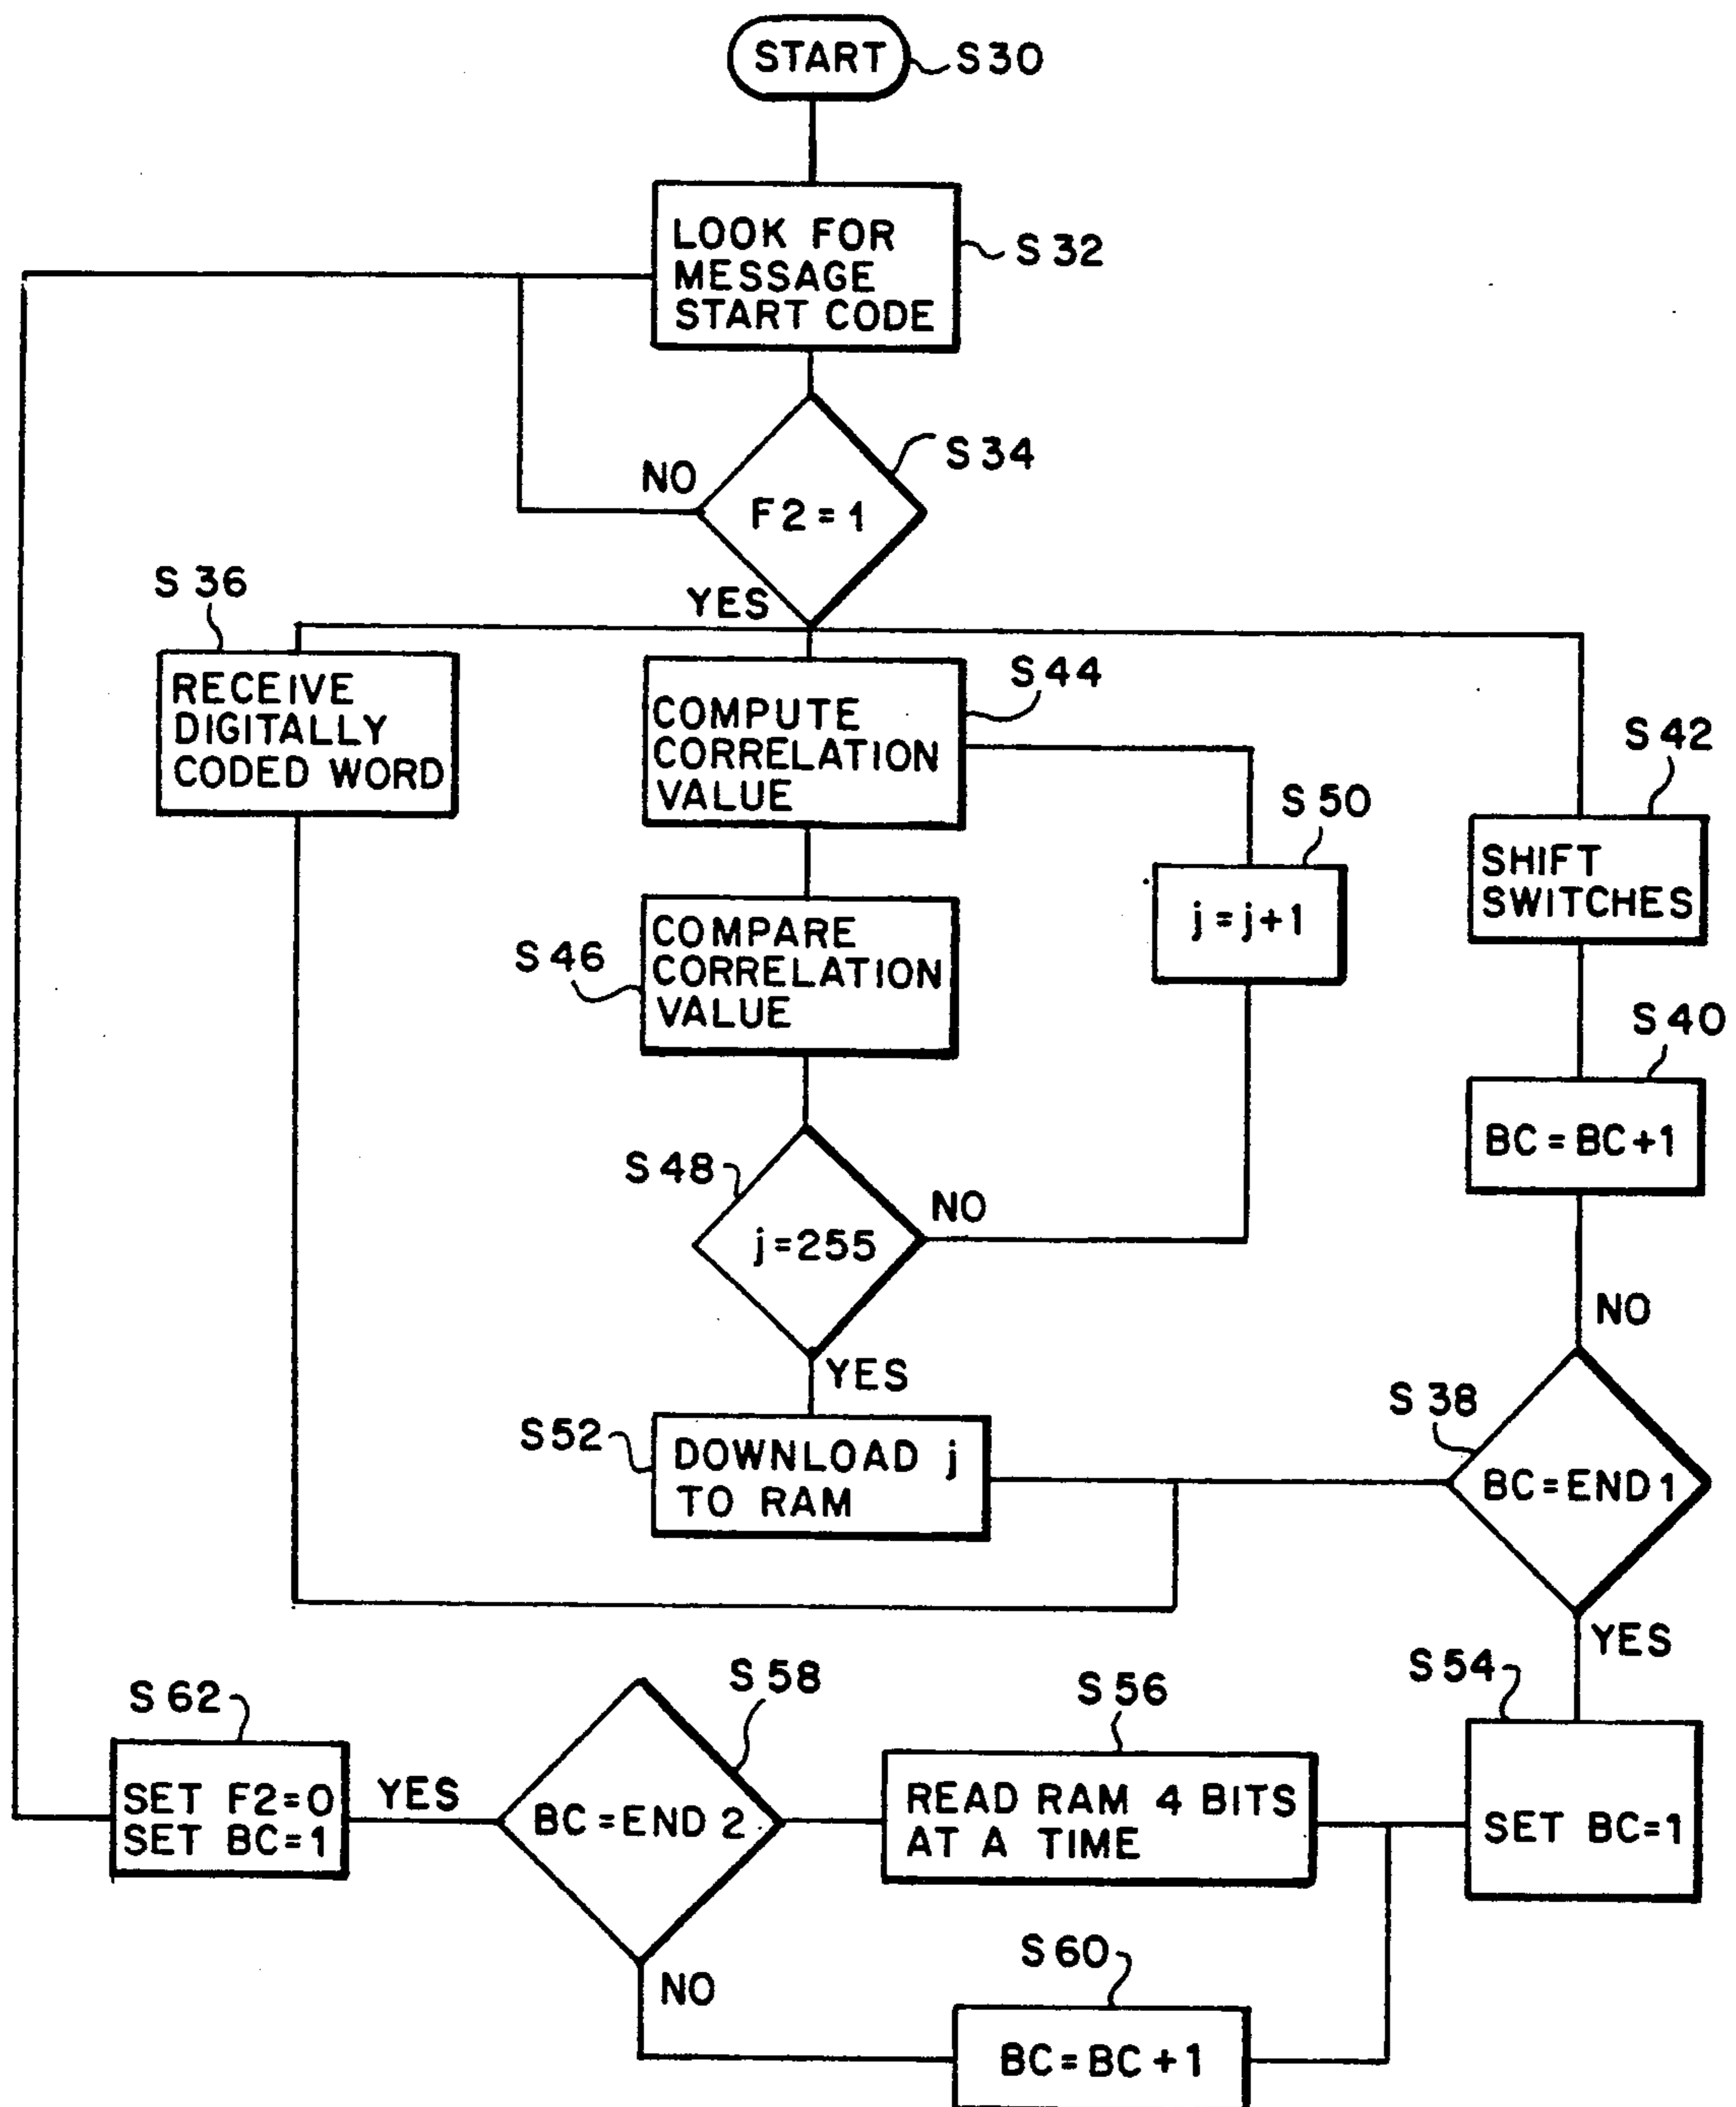 START
S30
LOOK FOR
MESSAGE
START CODE
S32
S34
NO
F2=1
YES
S36
RECEIVE
DIGITALLY
CODED WORD
S44
COMPUTE
CORRELATION
VALUE
S42
SHIFT
SWITCHES
S50
j=j+1
S46
COMPARE
CORRELATION
VALUE
S40
BC=BC+1
S48
j=255
NO
NO
YES
S38
BC=END1
S52
DOWNLOAD j
TO RAM
YES
S54
SET BC=1
S56
READ RAM 4 BITS
AT A TIME
S58
BC=END 2
YES
S62
SET F2=0
SET BC=1
NO
S60
BC=BC+1